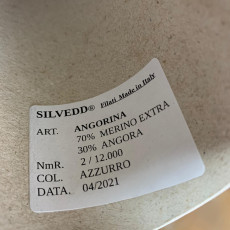 SILVEDD® Filati Made in Italy
ART. ANGORINA
70% MERINO EXTRA
30% ANGORA
NmR. 2 / 12.000
COL. AZZURRO
DATA. 04/2021